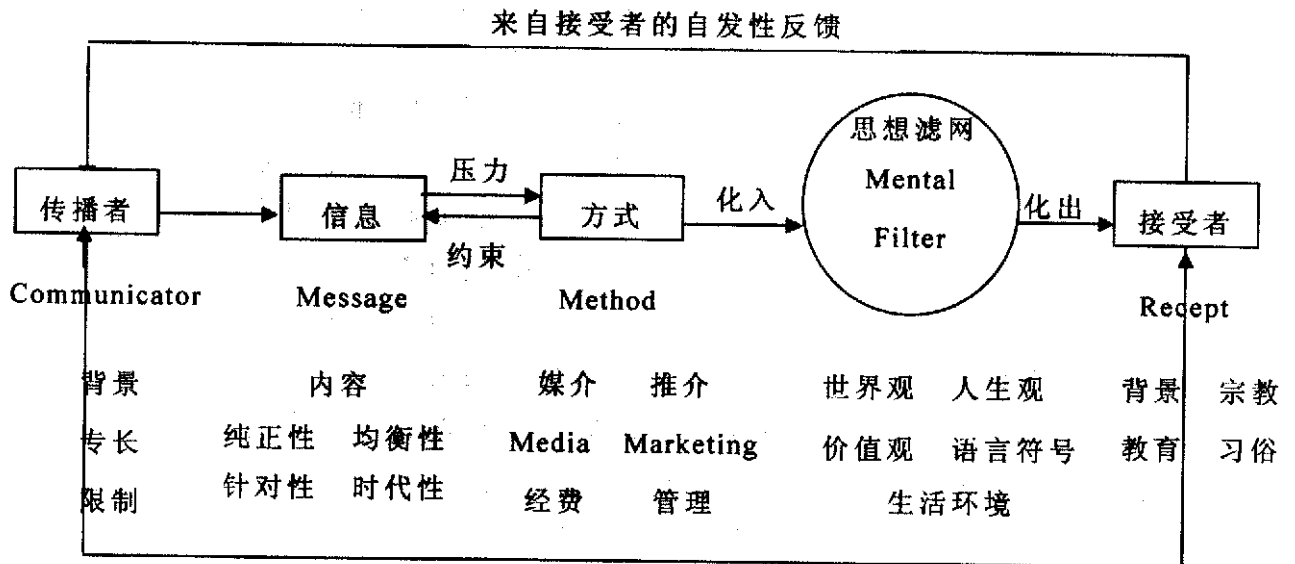 来自接受者的自发性反馈
思想滤网
Mental
Filter
压力
化入
化出
传播者
信息
方式
接受者
约束
Communicator
Message
Method
Recept
背景
内容
媒介 推介
世界观 人生观
背景 宗教
专长
纯正性 均衡性
Media Marketing
价值观 语言符号
教育 习俗
限制
针对性 时代性
经费 管理
生活环境